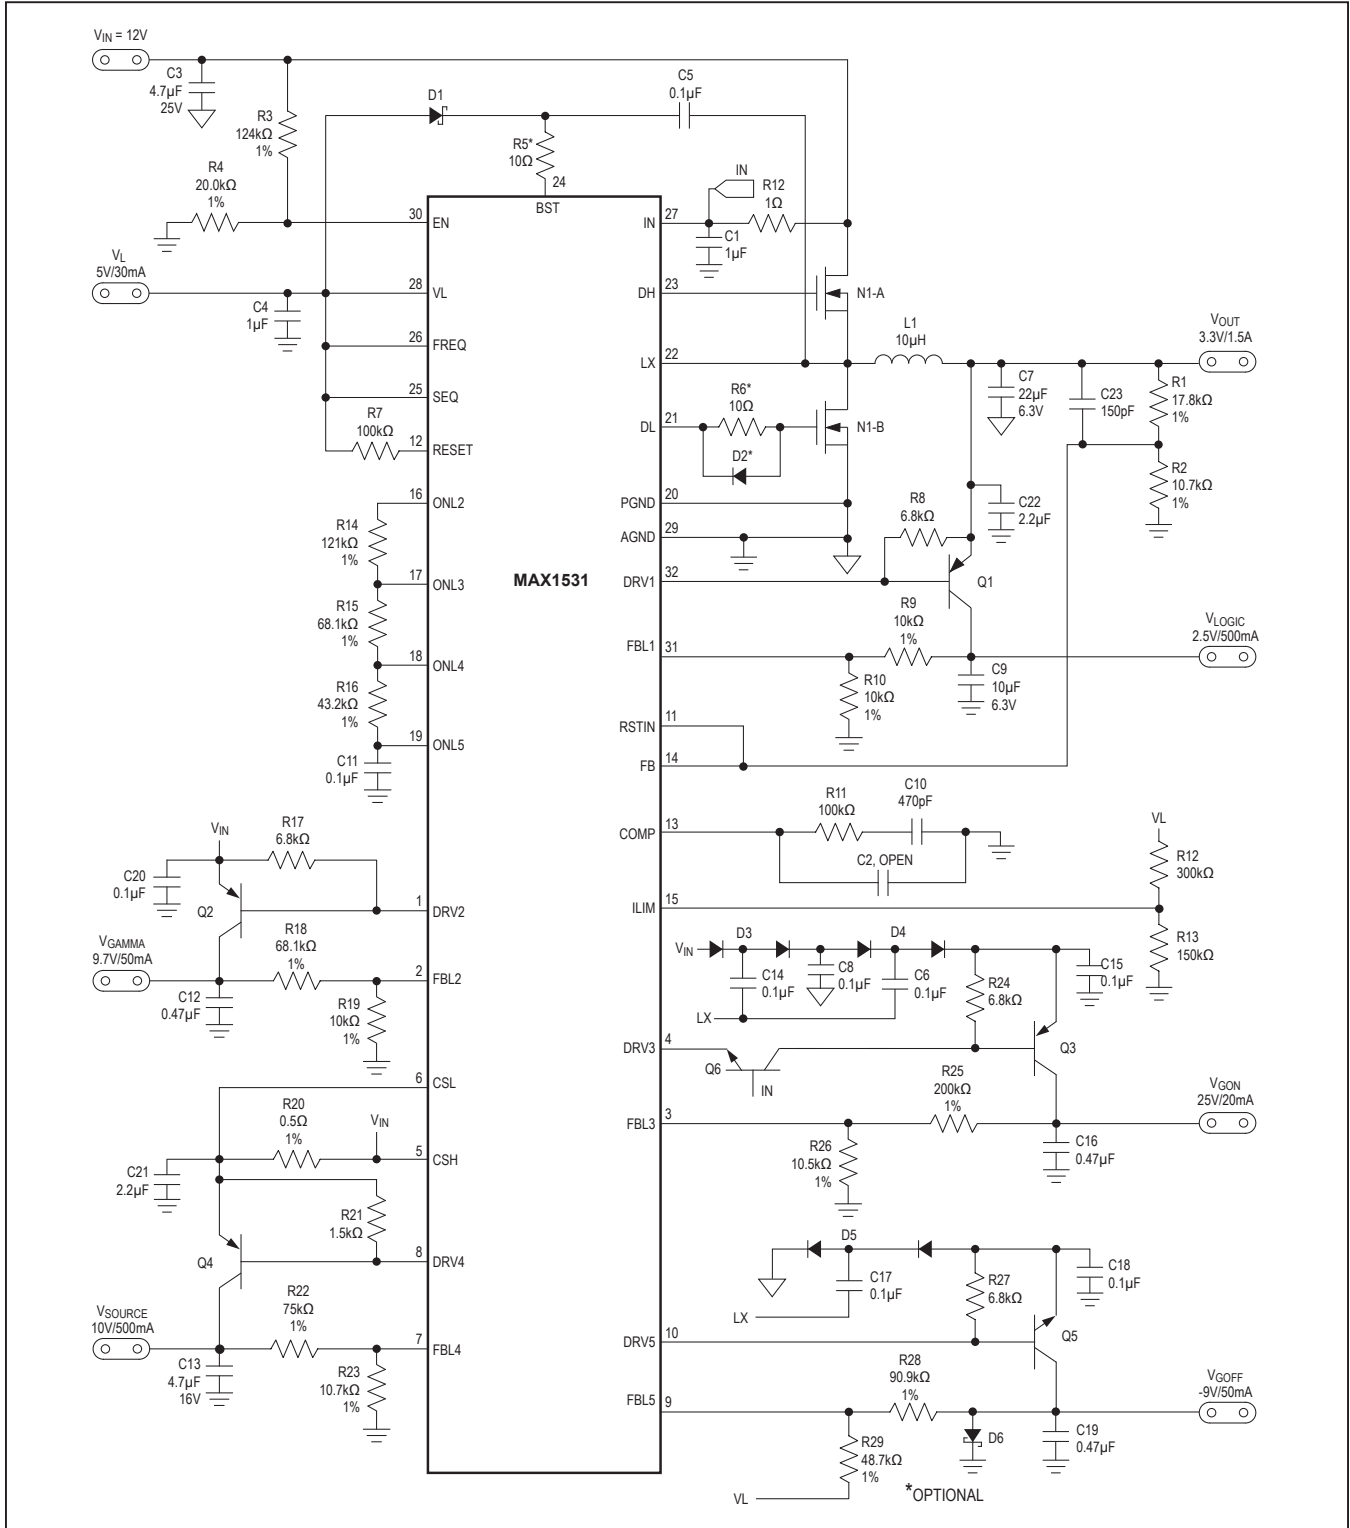 VIN = 12V
C3
4.7µF
25V
R3
124kΩ
1%
R4
20.0kΩ
1%
D1
C5
0.1µF
R5*
10Ω
24
BST
30
EN
VL
5V/30mA
C4
1µF
28
VL
26
FREQ
25
SEQ
R7
100kΩ
12
RESET
16
ONL2
R14
121kΩ
1%
17
ONL3
R15
68.1kΩ
1%
18
ONL4
R16
43.2kΩ
1%
19
ONL5
C11
0.1µF
MAX1531
IN
27
IN
R12
1Ω
C1
1µF
DH
23
N1-A
LX
22
L1
10µH
VOUT
3.3V/1.5A
C7
22µF
6.3V
C23
150pF
R1
17.8kΩ
1%
R2
10.7kΩ
1%
DL
21
R6*
10Ω
D2*
N1-B
PGND
20
AGND
29
R8
6.8kΩ
C22
2.2µF
DRV1
32
Q1
FBL1
31
R9
10kΩ
1%
R10
10kΩ
1%
C9
10µF
6.3V
VLOGIC
2.5V/500mA
RSTIN
11
FB
14
COMP
13
R11
100kΩ
C10
470pF
C2, OPEN
ILIM
15
VL
R12
300kΩ
R13
150kΩ
VIN
R17
6.8kΩ
C20
0.1µF
Q2
1
DRV2
VGAMMA
9.7V/50mA
R18
68.1kΩ
1%
2
FBL2
C12
0.47µF
R19
10kΩ
1%
VIN
D3
D4
C14
0.1µF
C8
0.1µF
C6
0.1µF
LX
R24
6.8kΩ
C15
0.1µF
DRV3
4
Q6
IN
Q3
R25
200kΩ
1%
FBL3
3
R26
10.5kΩ
1%
C16
0.47µF
VGON
25V/20mA
6
CSL
R20
0.5Ω
1%
VIN
5
CSH
C21
2.2µF
R21
1.5kΩ
Q4
8
DRV4
VSOURCE
10V/500mA
R22
75kΩ
1%
7
FBL4
C13
4.7µF
16V
R23
10.7kΩ
1%
D5
C17
0.1µF
LX
R27
6.8kΩ
C18
0.1µF
DRV5
10
Q5
FBL5
9
R28
90.9kΩ
1%
D6
C19
0.47µF
VGOFF
-9V/50mA
R29
48.7kΩ
1%
VL
*OPTIONAL